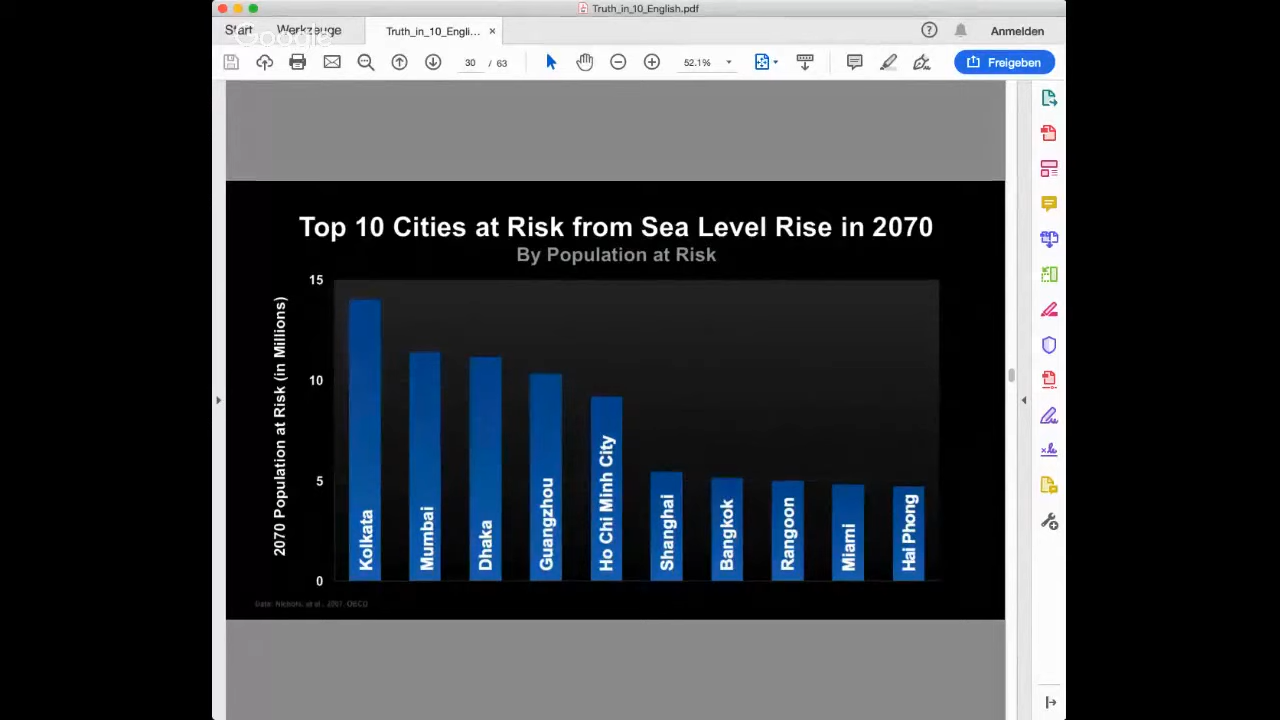 Truth_in_10_English.pdf
Start
Werkzeuge
Truth_in_10_Engli...
Anmelden
Google
30 / 63
52.1%
Freigeben
Top 10 Cities at Risk from Sea Level Rise in 2070
By Population at Risk
2070 Population at Risk (in Millions)
15
10
5
0
Kolkata
Mumbai
Dhaka
Guangzhou
Ho Chi Minh City
Shanghai
Bangkok
Rangoon
Miami
Hai Phong
OECD